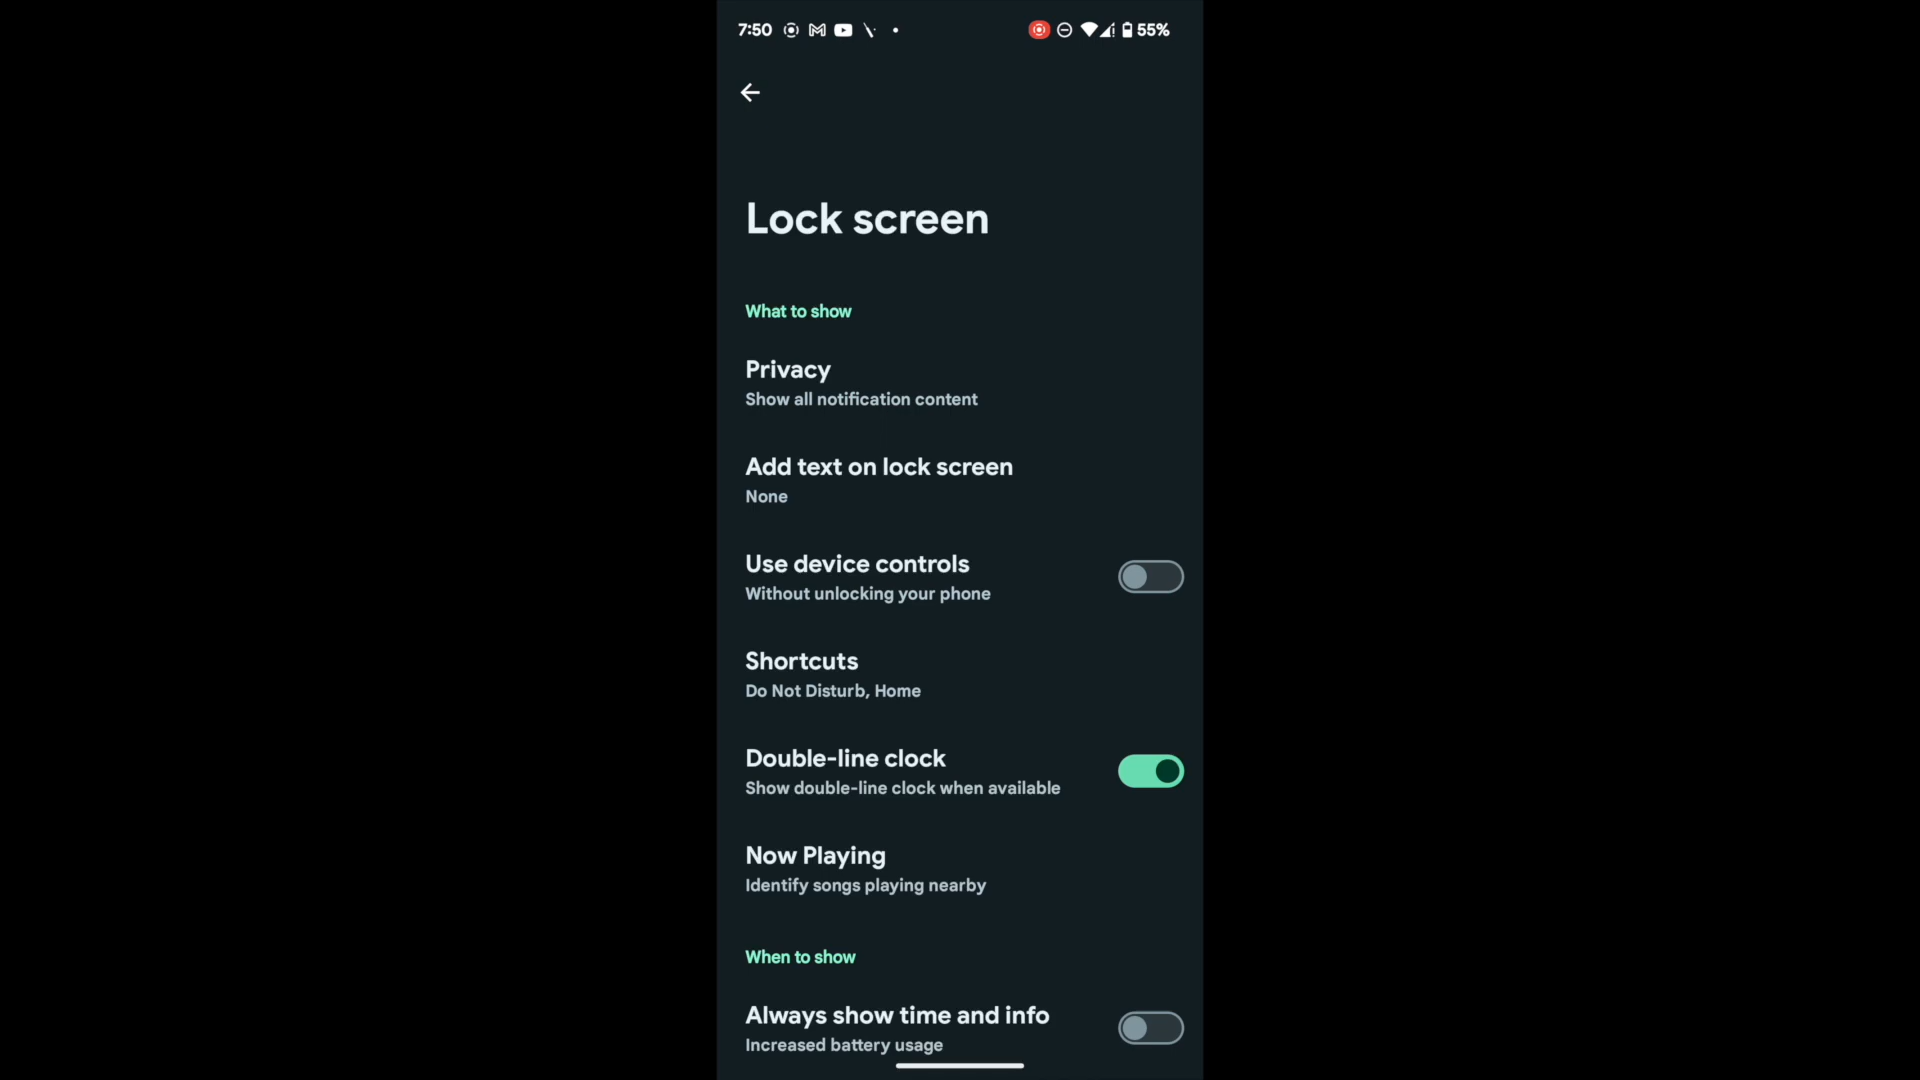 7:50 55%
Lock screen
What to show
Privacy
Show all notification content
Add text on lock screen
None
Use device controls
Without unlocking your phone
Shortcuts
Do Not Disturb, Home
Double-line clock
Show double-line clock when available
Now Playing
Identify songs playing nearby
When to show
Always show time and info
Increased battery usage